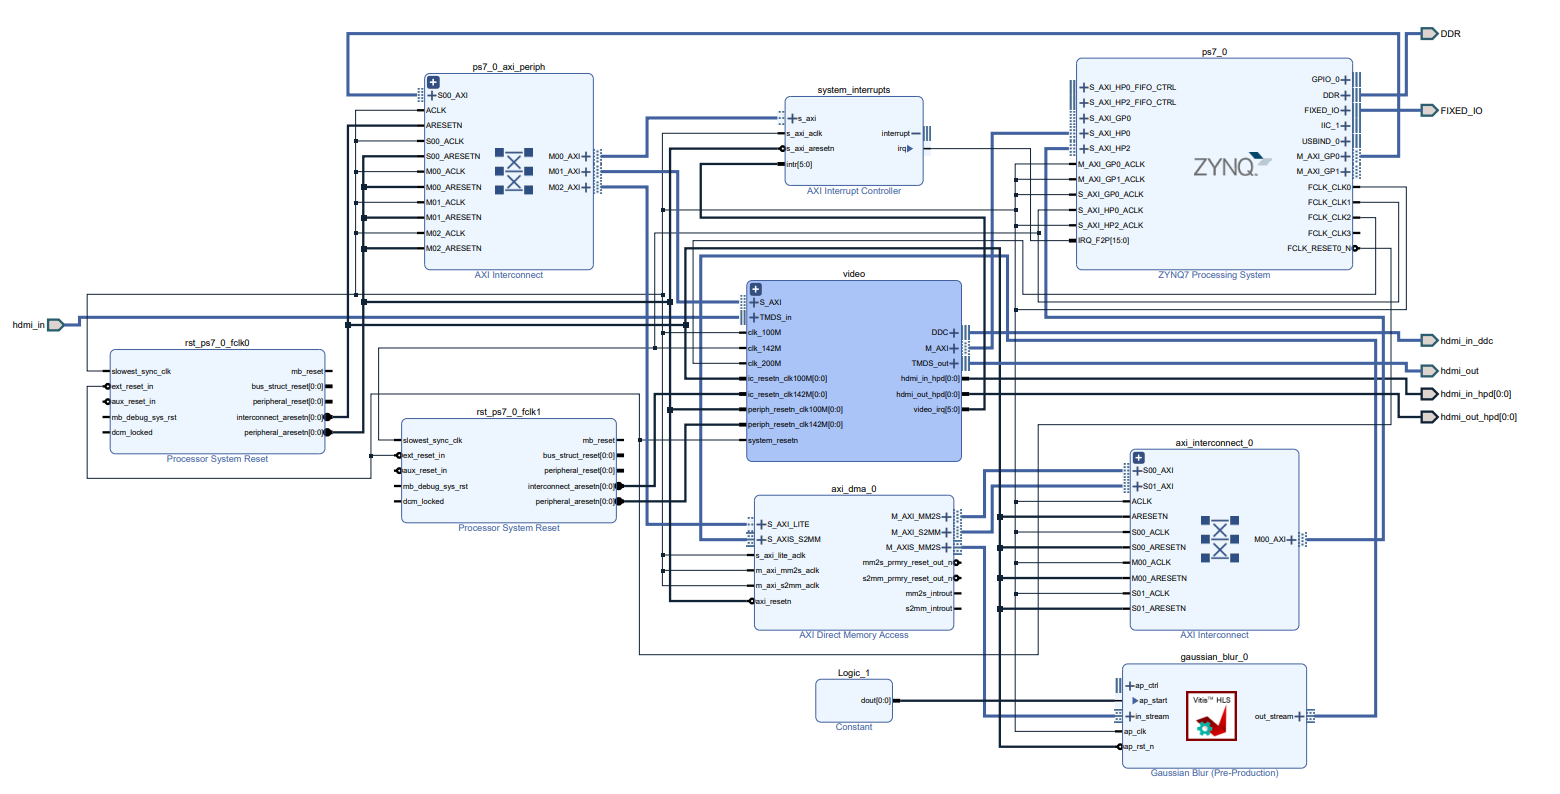 DDR
ps7_0
ps7_0_axi_periph
GPIO_0
system_interrupts
S_AXI_HP0_FIFO_CTRL
DDR
S00_AXI
S_AXI_HP2_FIFO_CTRL
FIXED_IO
FIXED_IO
ACLK
s_axi
S_AXI_GP0
IIC_1
ARESETN
s_axi_aclk
interrupt
S_AXI_HP0
USBIND_0
S00_ACLK
s_axi_aresetn
irq
S_AXI_HP2
M_AXI_GP0
S00_ARESETN
M00_AXI
intr[5:0]
M_AXI_GP0_ACLK
ZYNQ
M_AXI_GP1
M00_ACLK
M01_AXI
M_AXI_GP1_ACLK
FCLK_CLK0
M00_ARESETN
M02_AXI
AXI Interrupt Controller
S_AXI_GP0_ACLK
FCLK_CLK1
M01_ACLK
S_AXI_HP0_ACLK
FCLK_CLK2
M01_ARESETN
S_AXI_HP2_ACLK
FCLK_CLK3
M02_ACLK
IRQ_F2P[15:0]
FCLK_RESET0_N
M02_ARESETN
AXI Interconnect
ZYNQ7 Processing System
video
S_AXI
hdmi_in
TMDS_in
clk_100M
DDC
hdmi_in_ddc
clk_142M
M_AXI
clk_200M
TMDS_out
hdmi_out
ic_resetn_clk100M[0:0]
hdmi_in_hpd[0:0]
ic_resetn_clk142M[0:0]
hdmi_out_hpd[0:0]
hdmi_in_hpd[0:0]
periph_resetn_clk100M[0:0]
video_irq[5:0]
hdmi_out_hpd[0:0]
periph_resetn_clk142M[0:0]
system_resetn
rst_ps7_0_fclk0
slowest_sync_clk
mb_reset
ext_reset_in
bus_struct_reset[0:0]
aux_reset_in
peripheral_reset[0:0]
mb_debug_sys_rst
interconnect_aresetn[0:0]
dcm_locked
peripheral_aresetn[0:0]
Processor System Reset
rst_ps7_0_fclk1
slowest_sync_clk
mb_reset
ext_reset_in
bus_struct_reset[0:0]
aux_reset_in
peripheral_reset[0:0]
mb_debug_sys_rst
interconnect_aresetn[0:0]
dcm_locked
peripheral_aresetn[0:0]
Processor System Reset
axi_dma_0
S_AXI_LITE
M_AXI_MM2S
S_AXIS_S2MM
M_AXI_S2MM
s_axi_lite_aclk
M_AXIS_MM2S
m_axi_mm2s_aclk
mm2s_prmry_reset_out_n
m_axi_s2mm_aclk
s2mm_prmry_reset_out_n
axi_resetn
mm2s_introut
s2mm_introut
AXI Direct Memory Access
axi_interconnect_0
S00_AXI
S01_AXI
ACLK
ARESETN
S00_ACLK
M00_AXI
S00_ARESETN
M00_ACLK
M00_ARESETN
S01_ACLK
S01_ARESETN
AXI Interconnect
Logic_1
dout[0:0]
Constant
gaussian_blur_0
ap_ctrl
ap_start
Vitis™ HLS
in_stream
out_stream
ap_clk
ap_rst_n
Gaussian Blur (Pre-Production)